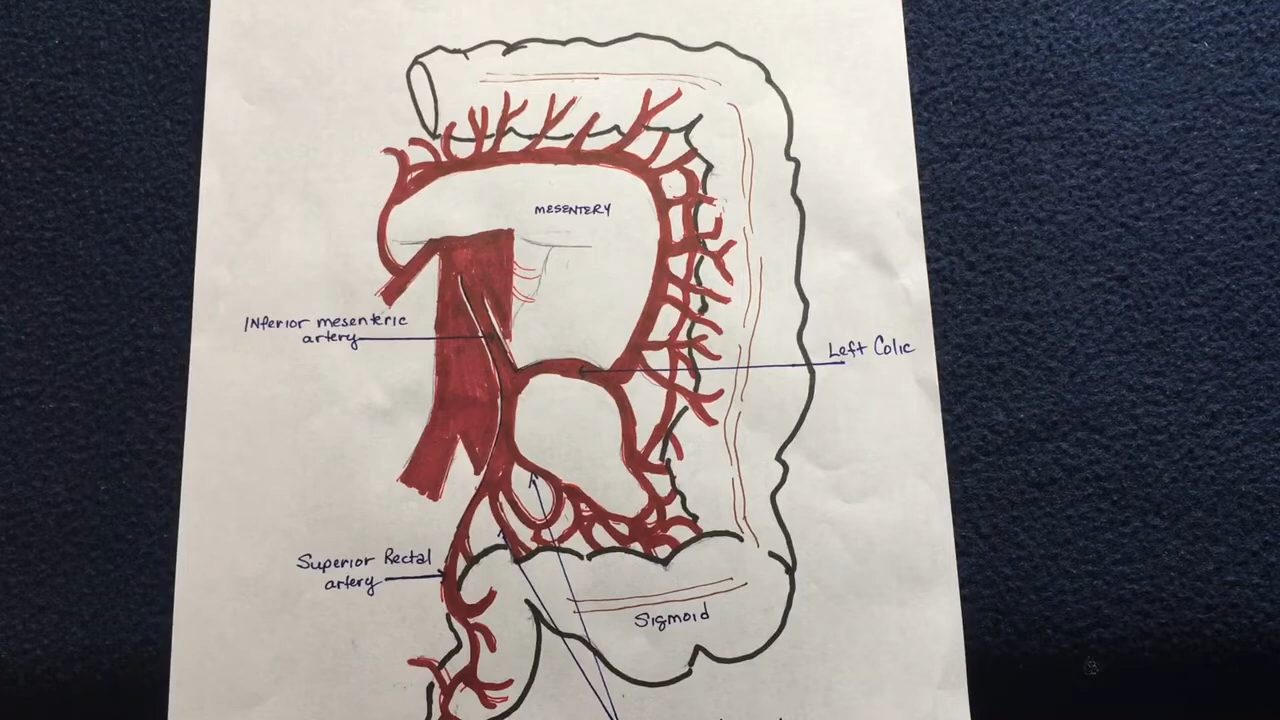 MESENTERY
Inferior mesenteric
artery
Left Colic
Superior Rectal
artery
Sigmoid